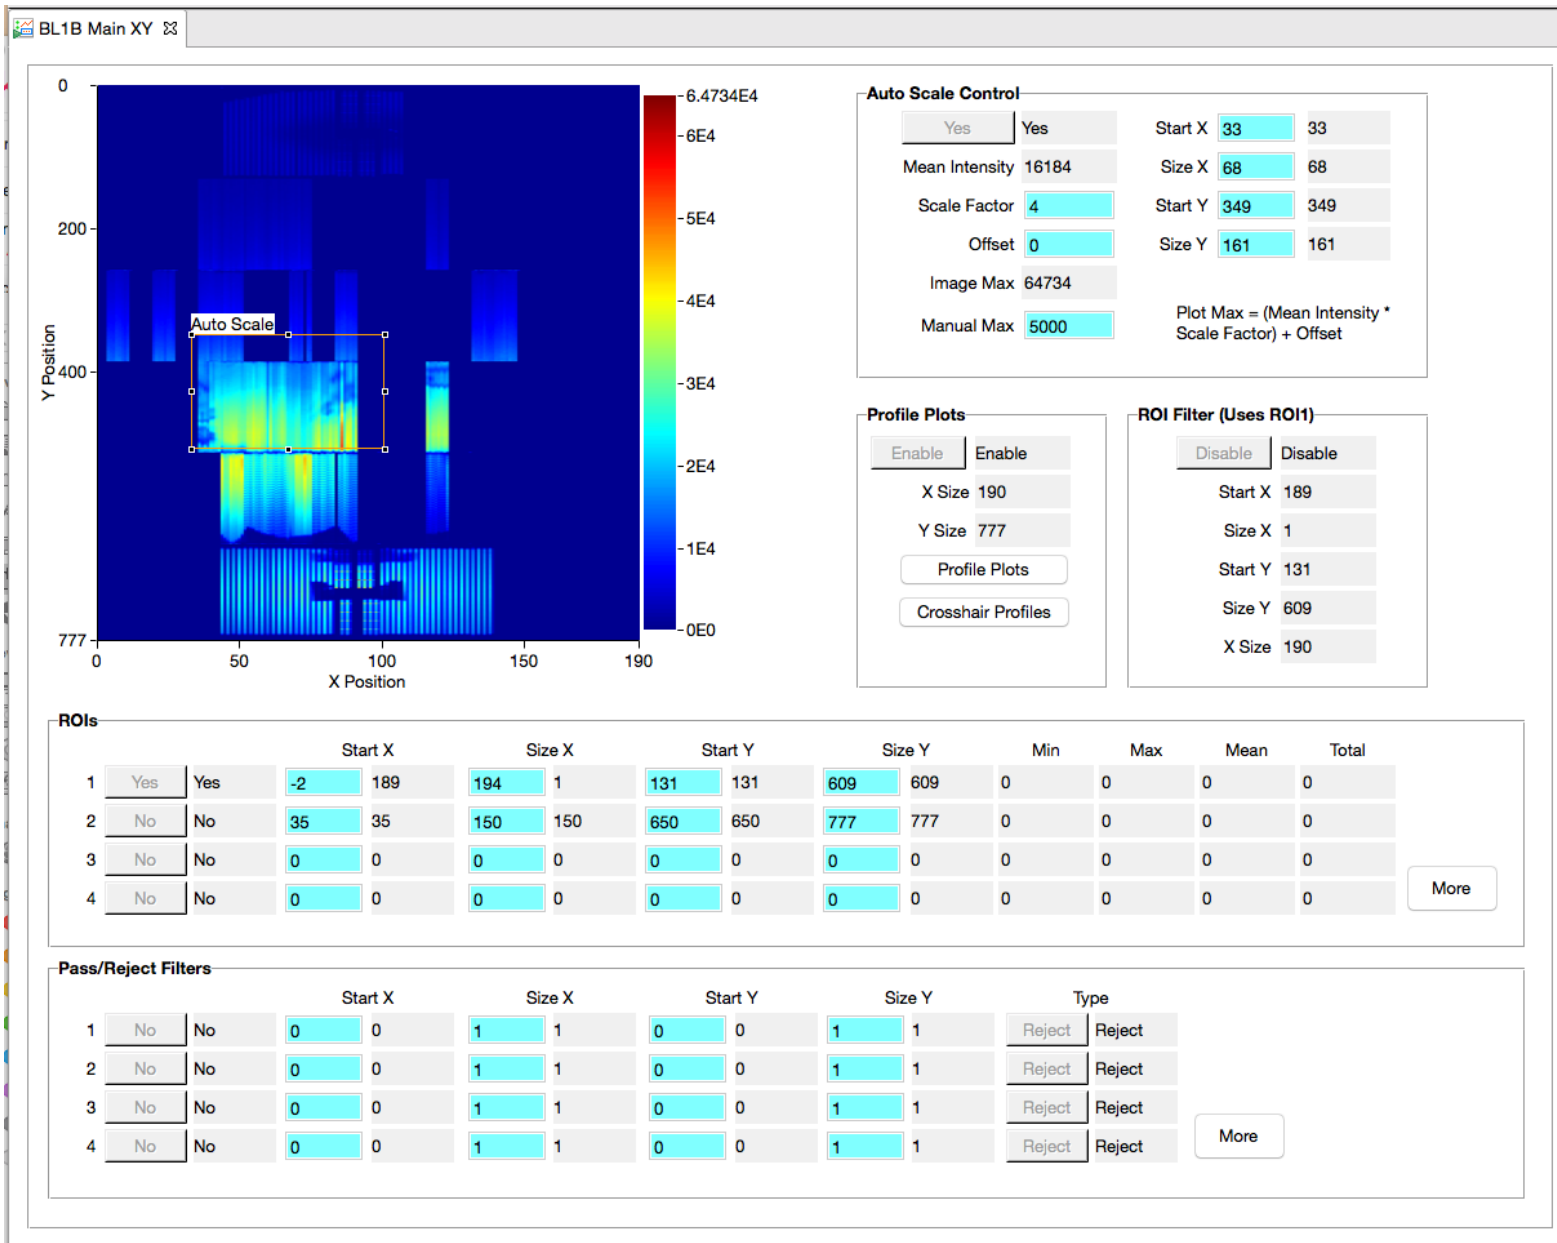 BL1B Main XY
0
200
400
777
Y Position
0 50 100 150 190
X Position
Auto Scale
6.4734E4
6E4
5E4
4E4
3E4
2E4
1E4
0E0
Auto Scale Control
Yes Yes
Mean Intensity 16184
Scale Factor 4
Offset 0
Image Max 64734
Manual Max 5000
Start X 33 33
Size X 68 68
Start Y 349 349
Size Y 161 161
Plot Max = (Mean Intensity *
Scale Factor) + Offset
Profile Plots
Enable Enable
X Size 190
Y Size 777
Profile Plots
Crosshair Profiles
ROI Filter (Uses ROI1)
Disable Disable
Start X 189
Size X 1
Start Y 131
Size Y 609
X Size 190
ROIs
Start X Size X Start Y Size Y Min Max Mean Total
1 Yes Yes -2 189 194 1 131 131 609 609 0 0 0 0
2 No No 35 35 150 150 650 650 777 777 0 0 0 0
3 No No 0 0 0 0 0 0 0 0 0 0 0 0
4 No No 0 0 0 0 0 0 0 0 0 0 0 0
More
Pass/Reject Filters
Start X Size X Start Y Size Y Type
1 No No 0 0 1 1 0 0 1 1 Reject Reject
2 No No 0 0 1 1 0 0 1 1 Reject Reject
3 No No 0 0 1 1 0 0 1 1 Reject Reject
4 No No 0 0 1 1 0 0 1 1 Reject Reject
More